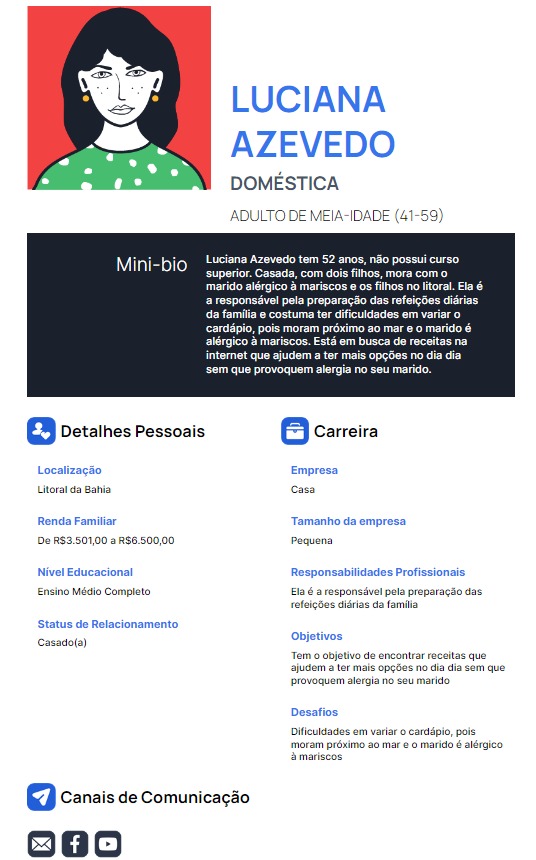 LUCIANA
AZEVEDO
DOMÉSTICA
ADULTO DE MEIA-IDADE (41-59)
Mini-bio
Luciana Azevedo tem 52 anos, não possui curso
superior. Casada, com dois filhos, mora com o
marido alérgico à mariscos e os filhos no litoral. Ela é
a responsável pela preparação das refeições diárias
da família e costuma ter dificuldades em variar o
cardápio, pois moram próximo ao mar e o marido é
alérgico à mariscos. Está em busca de receitas na
internet que ajudem a ter mais opções no dia dia
sem que provoquem alergia no seu marido.
Detalhes Pessoais
Localização
Litoral da Bahia
Renda Familiar
De R$3.501,00 a R$6.500,00
Nível Educacional
Ensino Médio Completo
Status de Relacionamento
Casado(a)
Carreira
Empresa
Casa
Tamanho da empresa
Pequena
Responsabilidades Profissionais
Ela é a responsável pela preparação das
refeições diárias da família
Objetivos
Tem o objetivo de encontrar receitas que
ajudem a ter mais opções no dia dia sem que
provoquem alergia no seu marido
Desafios
Dificuldades em variar o cardápio, pois
moram próximo ao mar e o marido é alérgico
à mariscos
Canais de Comunicação